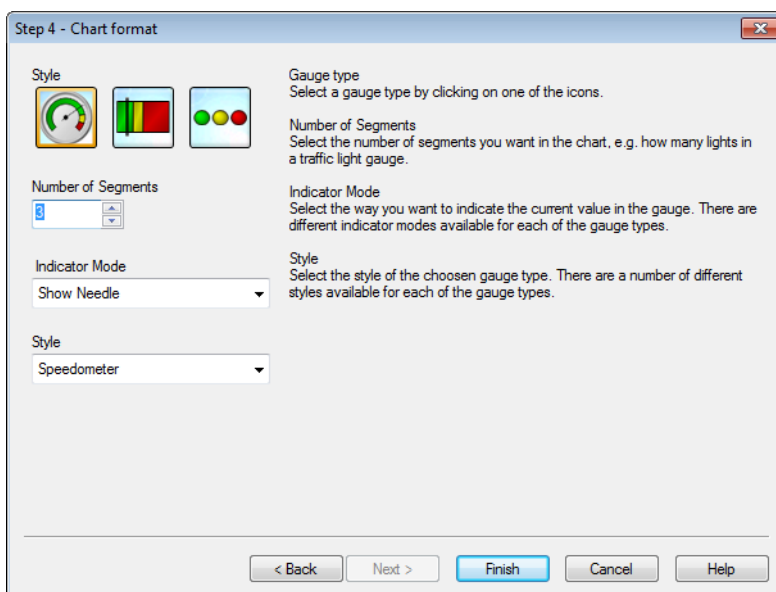 Step 4 - Chart format
Style
Number of Segments
3
Indicator Mode
Show Needle
Style
Speedometer
Gauge type
Select a gauge type by clicking on one of the icons.
Number of Segments
Select the number of segments you want in the chart, e.g. how many lights in
a traffic light gauge.
Indicator Mode
Select the way you want to indicate the current value in the gauge. There are
different indicator modes available for each of the gauge types.
Style
Select the style of the choosen gauge type. There are a number of different
styles available for each of the gauge types.
< Back
Next >
Finish
Cancel
Help